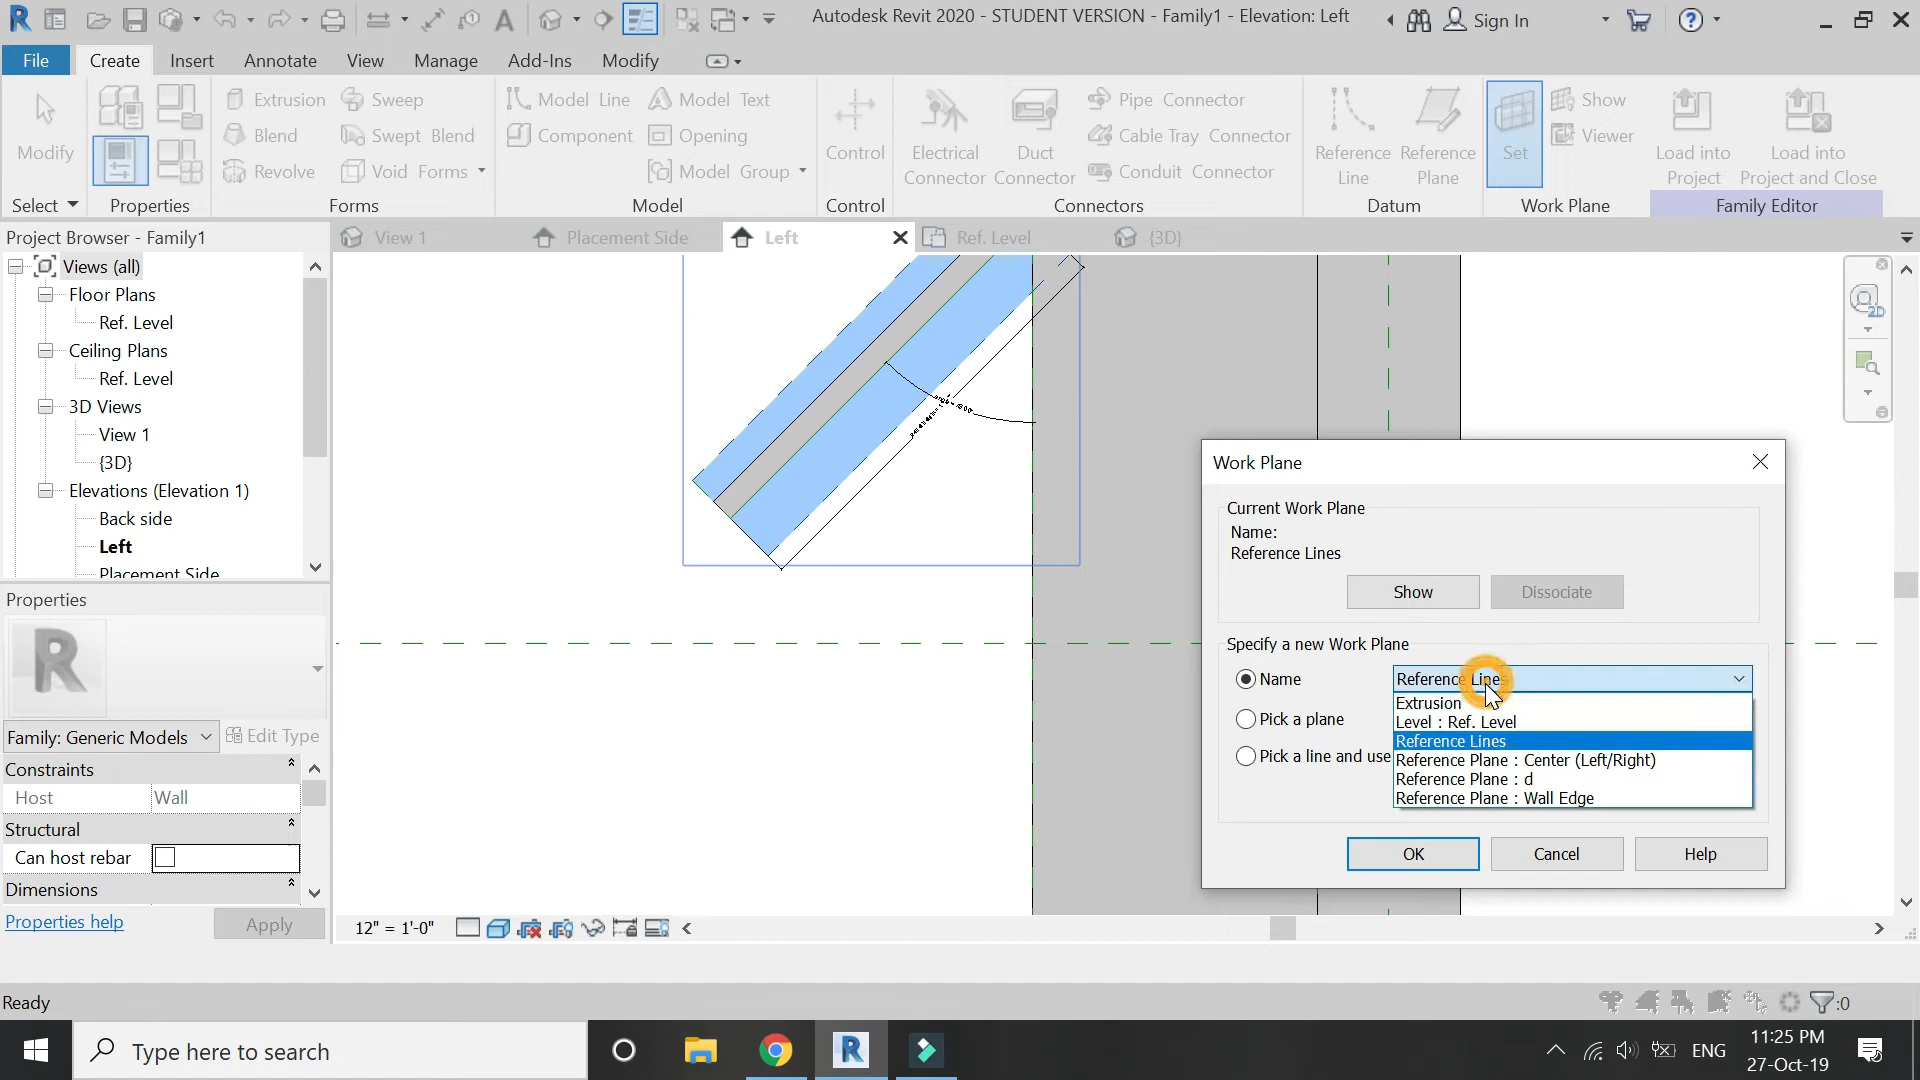 Autodesk Revit 2020 - STUDENT VERSION - Family1 - Elevation: Left
Sign In
File Create Insert Annotate View Manage Add-Ins Modify
Modify
Select
Properties
Extrusion Sweep
Blend Swept Blend
Revolve Void Forms
Forms
Model Line Model Text
Component Opening
Model Group
Model
Control
Control
Electrical Connector
Duct Connector
Pipe Connector
Cable Tray Connector
Conduit Connector
Connectors
Reference Line
Reference Plane
Datum
Set
Show
Viewer
Work Plane
Load into Project
Load into Project and Close
Family Editor
Project Browser - Family1
View 1
Placement Side
Left
Ref. Level
{3D}
Views (all)
Floor Plans
Ref. Level
Ceiling Plans
Ref. Level
3D Views
View 1
{3D}
Elevations (Elevation 1)
Back side
Left
Placement Side
2D
Properties
R
Family: Generic Models
Edit Type
Constraints
Host Wall
Structural
Can host rebar
Dimensions
Properties help
Apply
Work Plane
Current Work Plane
Name:
Reference Lines
Show
Dissociate
Specify a new Work Plane
Name
Reference Lines
Extrusion
Level : Ref. Level
Reference Lines
Reference Plane : Center (Left/Right)
Reference Plane : d
Reference Plane : Wall Edge
Pick a plane
Pick a line and use
OK
Cancel
Help
12" = 1'-0"
Ready
:0
Type here to search
ENG
11:25 PM
27-Oct-19